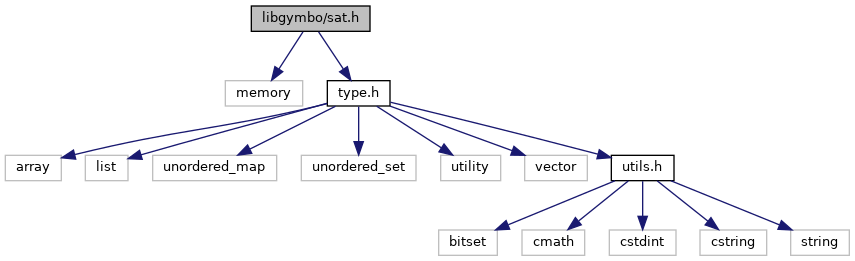 libgymbo/sat.h
memory
type.h
array
list
unordered_map
unordered_set
utility
vector
utils.h
bitset
cmath
cstdint
cstring
string